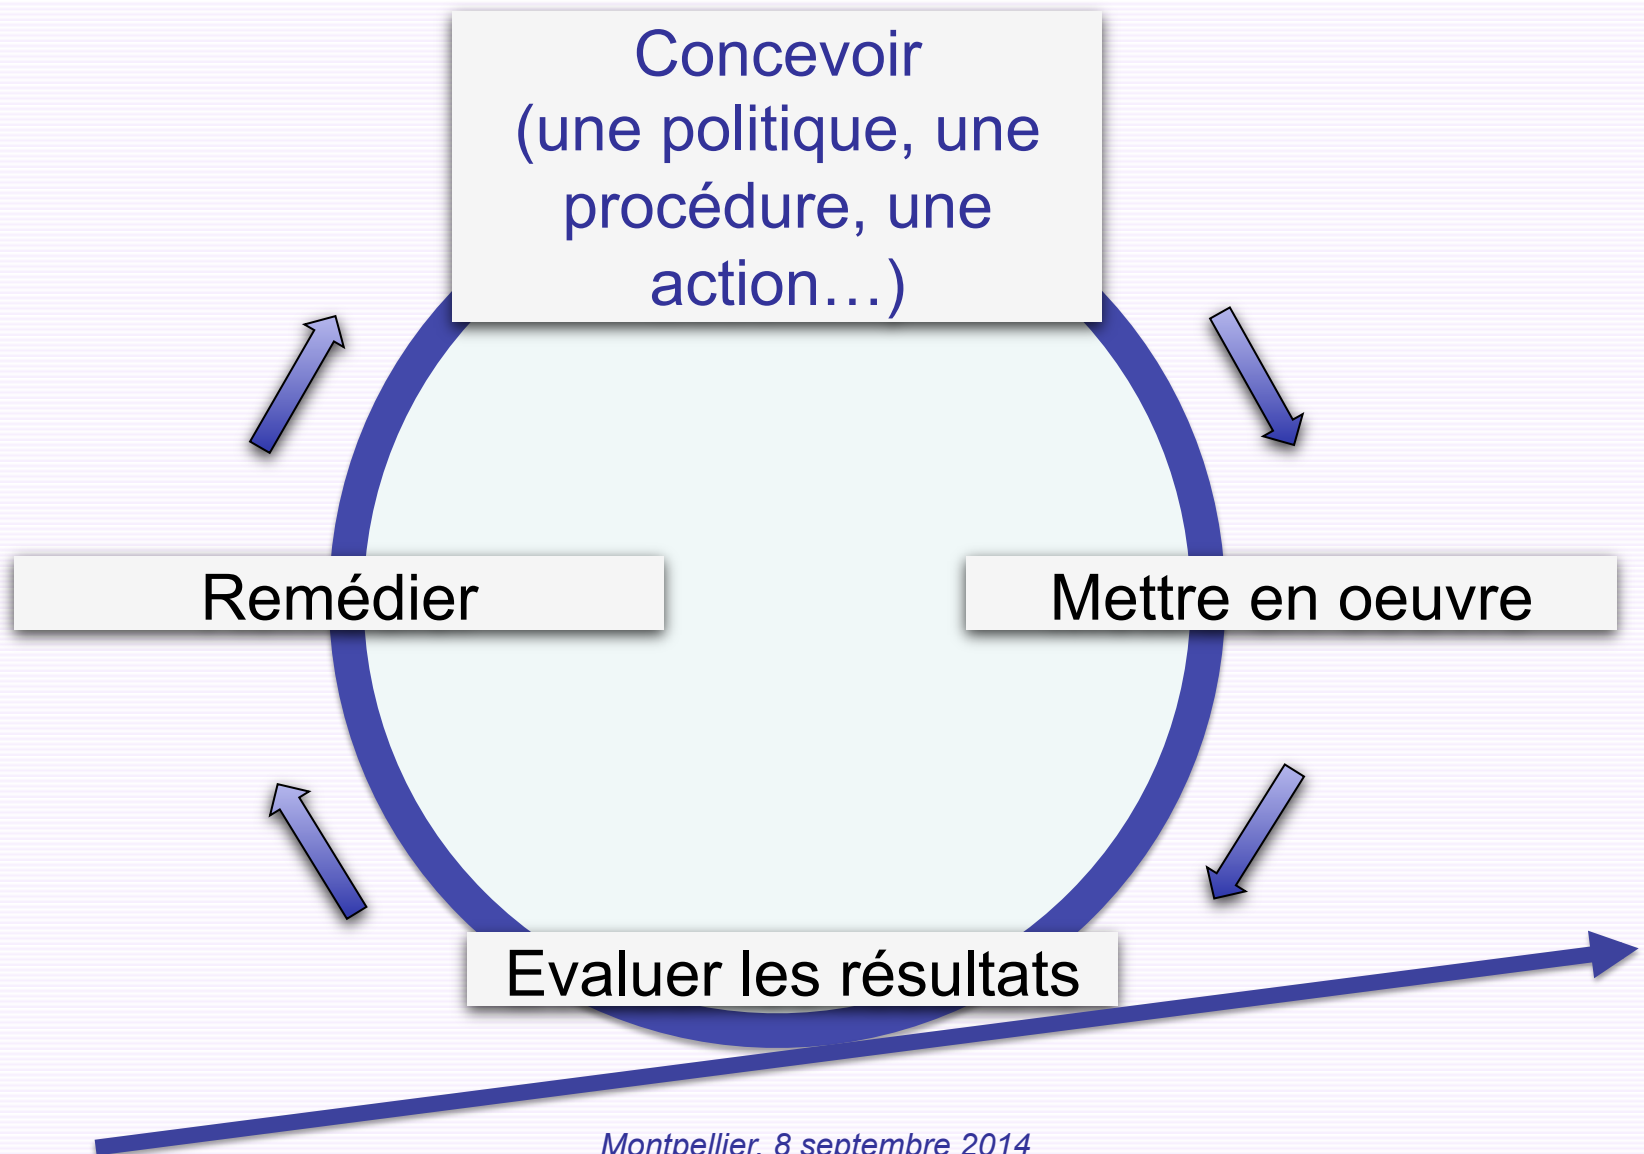 Concevoir
(une politique, une
procédure, une
action…)
Remédier
Mettre en oeuvre
Evaluer les résultats
Montpellier, 8 septembre 2014